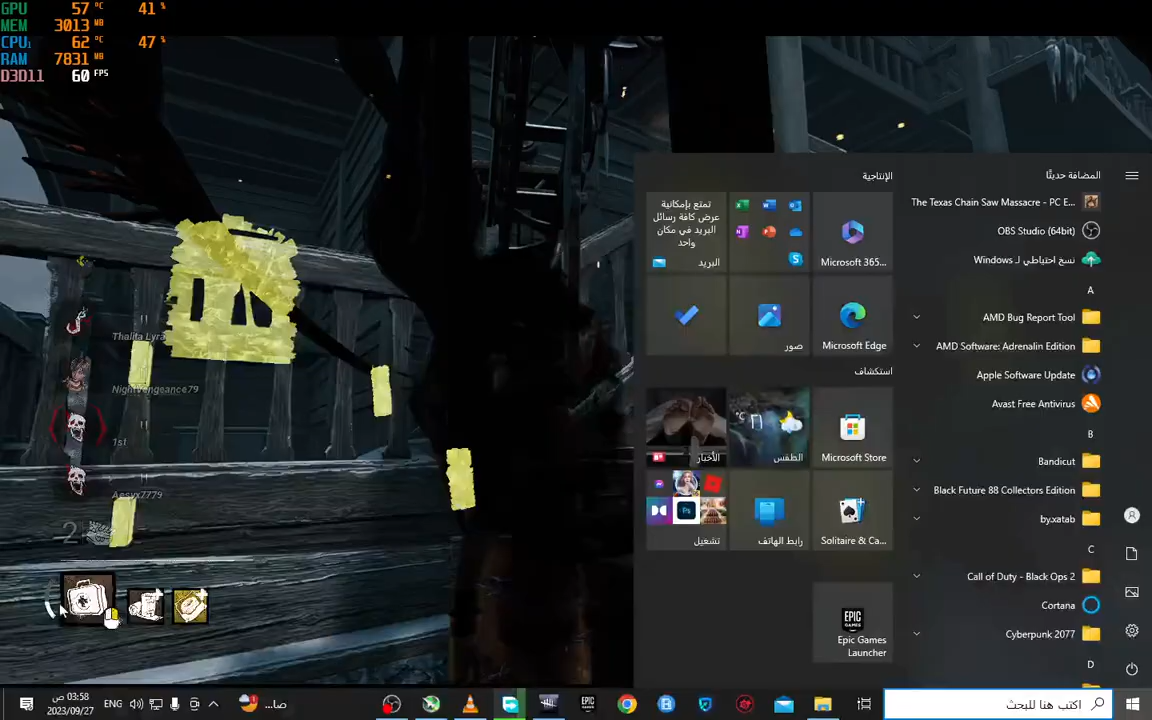 GPU 57 °C 41 %
MEM 3013 MB
CPU1 62 °C 47 %
RAM 7831 MB
D3D11 60 FPS
Thalita Lyra
NightVengeance79
1st
Aesyx7779
2
المضافة حديثًا
The Texas Chain Saw Massacre - PC E...
OBS Studio (64bit)
نسخ احتياطي لـ Windows
A
AMD Bug Report Tool
AMD Software: Adrenalin Edition
Apple Software Update
Avast Free Antivirus
B
Bandicut
Black Future 88 Collectors Edition
by.xatab
C
Call of Duty - Black Ops 2
Cortana
Cyberpunk 2077
D
الإنتاجية
Microsoft 365...
تمتع بإمكانية
عرض كافة رسائل
البريد في مكان
واحد
البريد
Microsoft Edge
صور
استكشاف
Microsoft Store
الطقس
الأخبار
Solitaire & Ca...
رابط الهاتف
تشغيل
Epic Games
Launcher
اكتب هنا للبحث
صا...
ENG
03:58 ص
2023/09/27